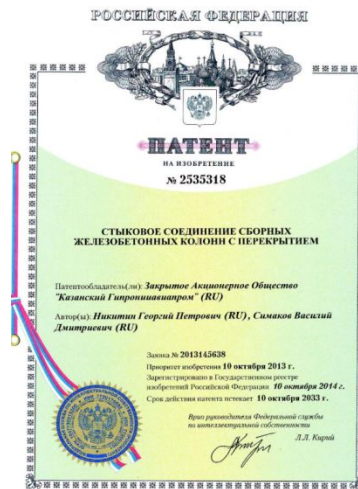 РОССИЙСКАЯ ФЕДЕРАЦИЯ
ПАТЕНТ
НА ИЗОБРЕТЕНИЕ
№ 2535318
СТЫКОВОЕ СОЕДИНЕНИЕ СБОРНЫХ
ЖЕЛЕЗОБЕТОННЫХ КОЛОНН С ПЕРЕКРЫТИЕМ
Патентообладатель(ли): Закрытое Акционерное Общество
"Казанский Гипронииавиапром" (RU)
Автор(ы): Никитин Георгий Петрович (RU), Симаков Василий
Дмитриевич (RU)
Заявка № 2013145638
Приоритет изобретения 10 октября 2013 г.
Зарегистрировано в Государственном реестре
изобретений Российской Федерации 10 октября 2014 г.
Срок действия патента истекает 10 октября 2033 г.
Врио руководителя Федеральной службы
по интеллектуальной собственности
Л.Л. Кирий